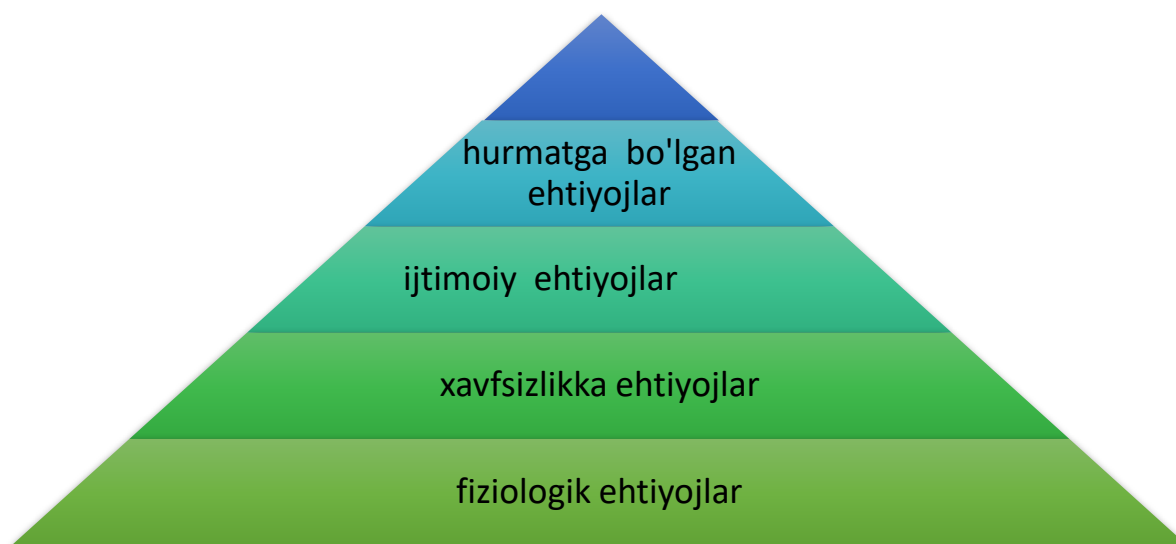 hurmatga  bo'lgan
ehtiyojlar
ijtimoiy  ehtiyojlar
xavfsizlikka ehtiyojlar
fiziologik ehtiyojlar